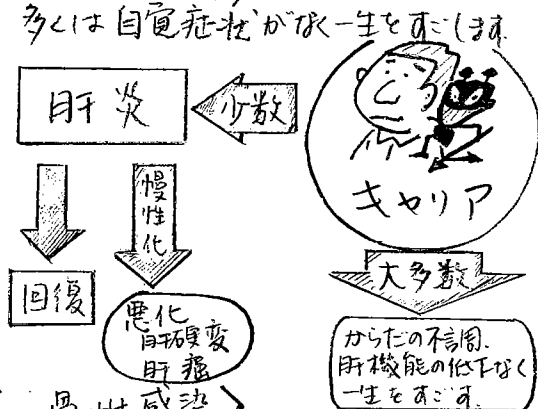 多くは自覚症状がなく一生をすごします
肝炎
少数
キャリア
慢性化
大多数
回復
悪化
肝硬変
肝癌
からだの不調、
肝機能の低下なく
一生をすごす。
性感染